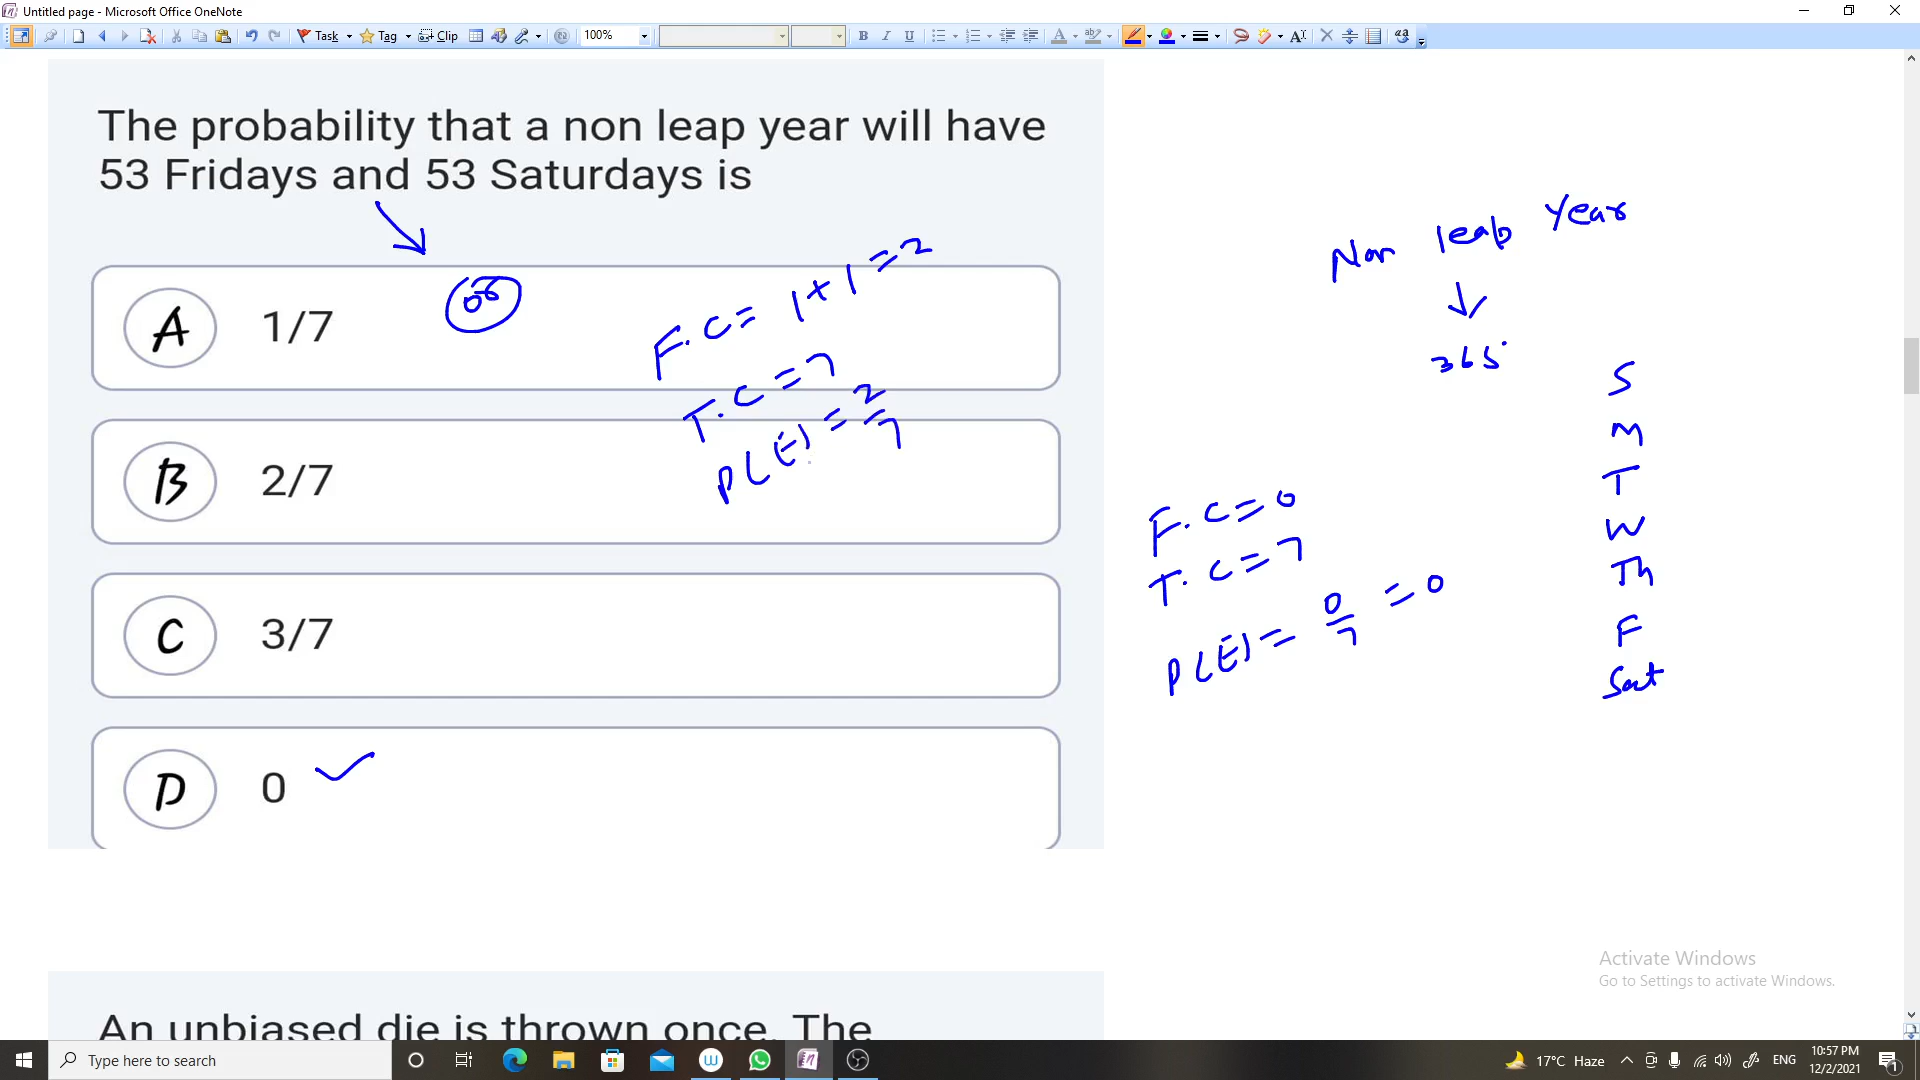 Untitled page - Microsoft Office OneNote
Task
Tag
Clip
100%
The probability that a non leap year will have
53 Fridays and 53 Saturdays is
or
A 1/7
B 2/7
C 3/7
D 0
F.C = 1+1=2
T.C = 7
P(E) = 2/7
Non leap Year
365
S
M
T
W
Th
F
Sat
F.C = 0
T.C = 7
P(E) = 0/7 = 0
An unbiased die is thrown once. The
Activate Windows
Go to Settings to activate Windows.
Type here to search
17°C Haze
ENG
10:57 PM
12/2/2021
1